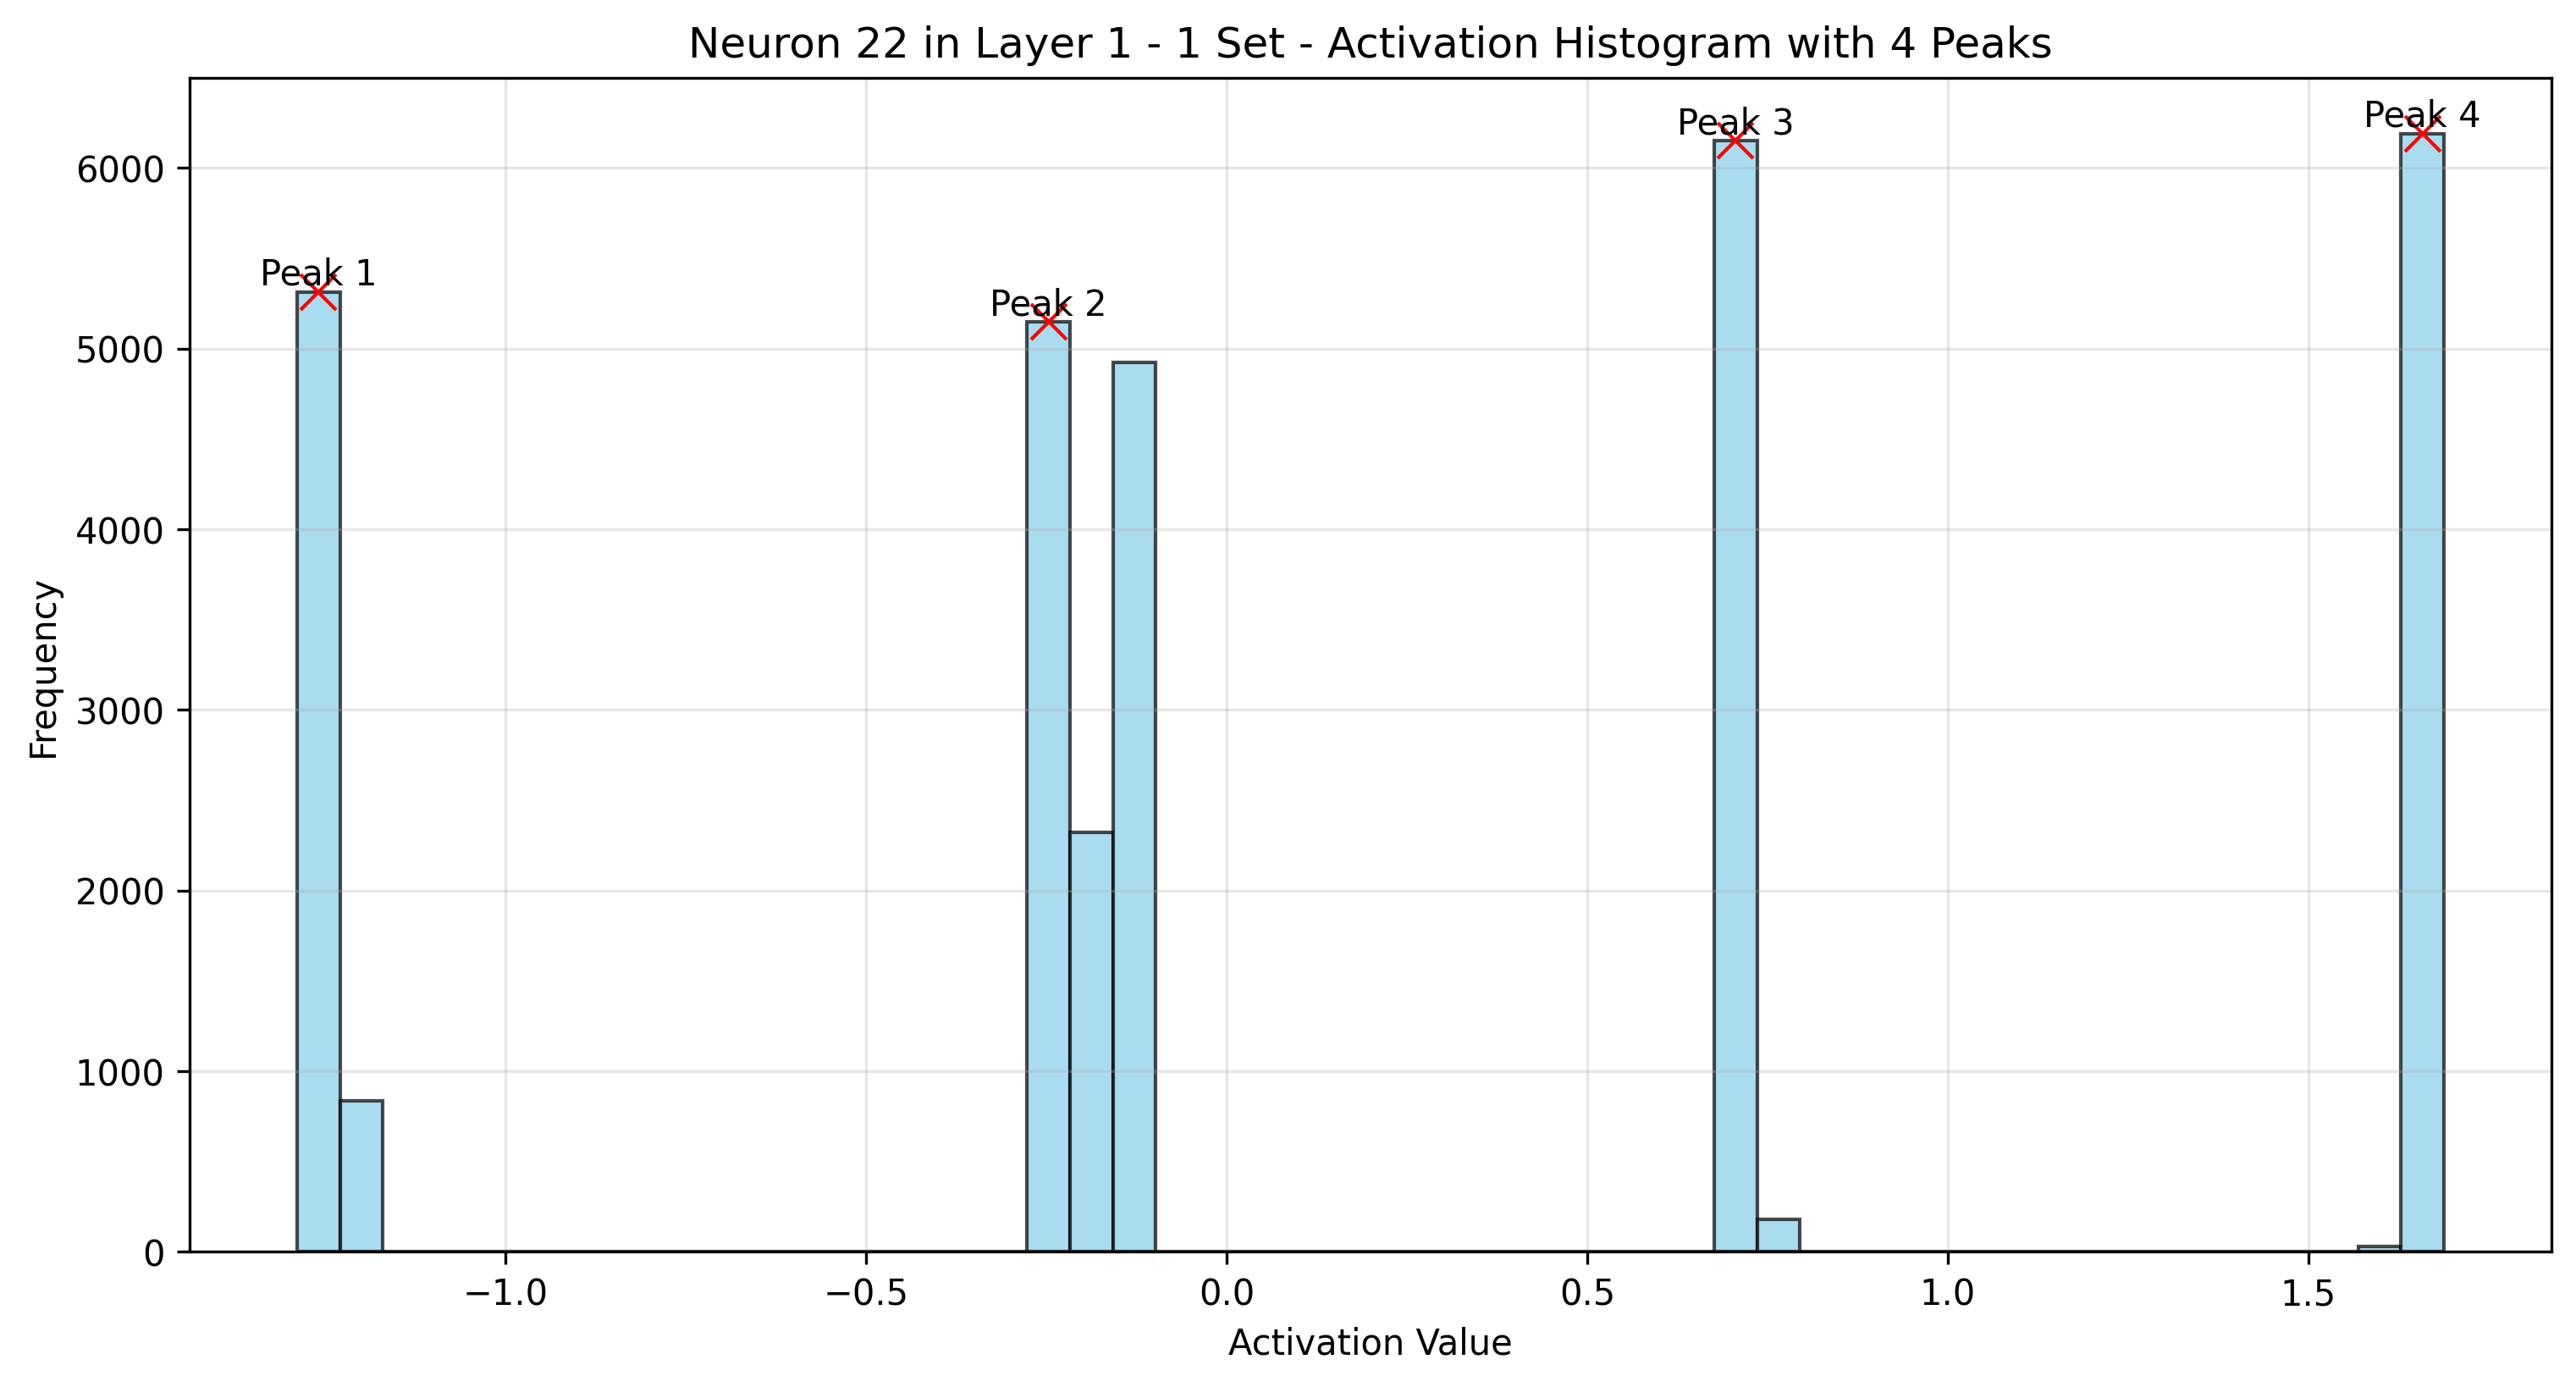 Neuron 22 in Layer 1 - 1 Set - Activation Histogram with 4 Peaks
Peak 1
Peak 2
Peak 3
Peak 4
6000
5000
4000
3000
2000
1000
0
Frequency
−1.0
−0.5
0.0
0.5
1.0
1.5
Activation Value